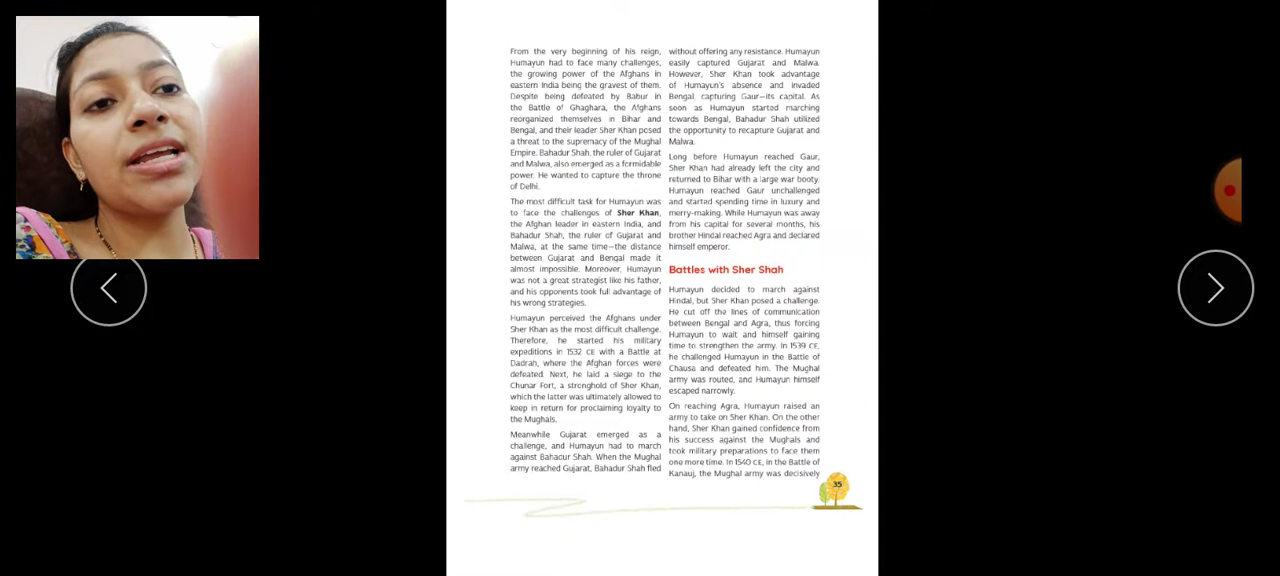 From the very beginning of his reign,
Humayun had to face many challenges,
the growing power of the Afghans in
eastern India being the gravest of them.
Despite being defeated by Babur in
the Battle of Ghaghara, the Afghans
reorganized themselves in Bihar and
Bengal, and their leader Sher Khan posed
a threat to the supremacy of the Mughal
Empire. Bahadur Shah, the ruler of Gujarat
and Malwa, also emerged as a formidable
power. He wanted to capture the throne
of Delhi.
The most difficult task for Humayun was
to face the challenges of Sher Khan,
the Afghan leader in eastern India, and
Bahadur Shah, the ruler of Gujarat and
Malwa, at the same time—the distance
between Gujarat and Bengal made it
almost impossible. Moreover, Humayun
was not a great strategist like his father,
and his opponents took full advantage of
his wrong strategies.
Humayun perceived the Afghans under
Sher Khan as the most difficult challenge.
Therefore, he started his military
expeditions in 1532 CE with a Battle at
Dadrah, where the Afghan forces were
defeated. Next, he laid a siege to the
Chunar Fort, a stronghold of Sher Khan,
which the latter was ultimately allowed to
keep in return for proclaiming loyalty to
the Mughals.
Meanwhile Gujarat emerged as a
challenge, and Humayun had to march
against Bahadur Shah. When the Mughal
army reached Gujarat, Bahadur Shah fled
without offering any resistance. Humayun
easily captured Gujarat and Malwa.
However, Sher Khan took advantage
of Humayun's absence and invaded
Bengal, capturing Gaur—its capital. As
soon as Humayun started marching
towards Bengal, Bahadur Shah utilized
the opportunity to recapture Gujarat and
Malwa.
Long before Humayun reached Gaur,
Sher Khan had already left the city and
returned to Bihar with a large war booty.
Humayun reached Gaur unchallenged
and started spending time in luxury and
merry-making. While Humayun was away
from his capital for several months, his
brother Hindal reached Agra and declared
himself emperor.
Battles with Sher Shah
Humayun decided to march against
Hindal, but Sher Khan posed a challenge.
He cut off the lines of communication
between Bengal and Agra, thus forcing
Humayun to wait and himself gaining
time to strengthen the army. In 1539 CE,
he challenged Humayun in the Battle of
Chausa and defeated him. The Mughal
army was routed, and Humayun himself
escaped narrowly.
On reaching Agra, Humayun raised an
army to take on Sher Khan. On the other
hand, Sher Khan gained confidence from
his success against the Mughals and
took military preparations to face them
one more time. In 1540 CE, in the Battle of
Kanauj, the Mughal army was decisively
35